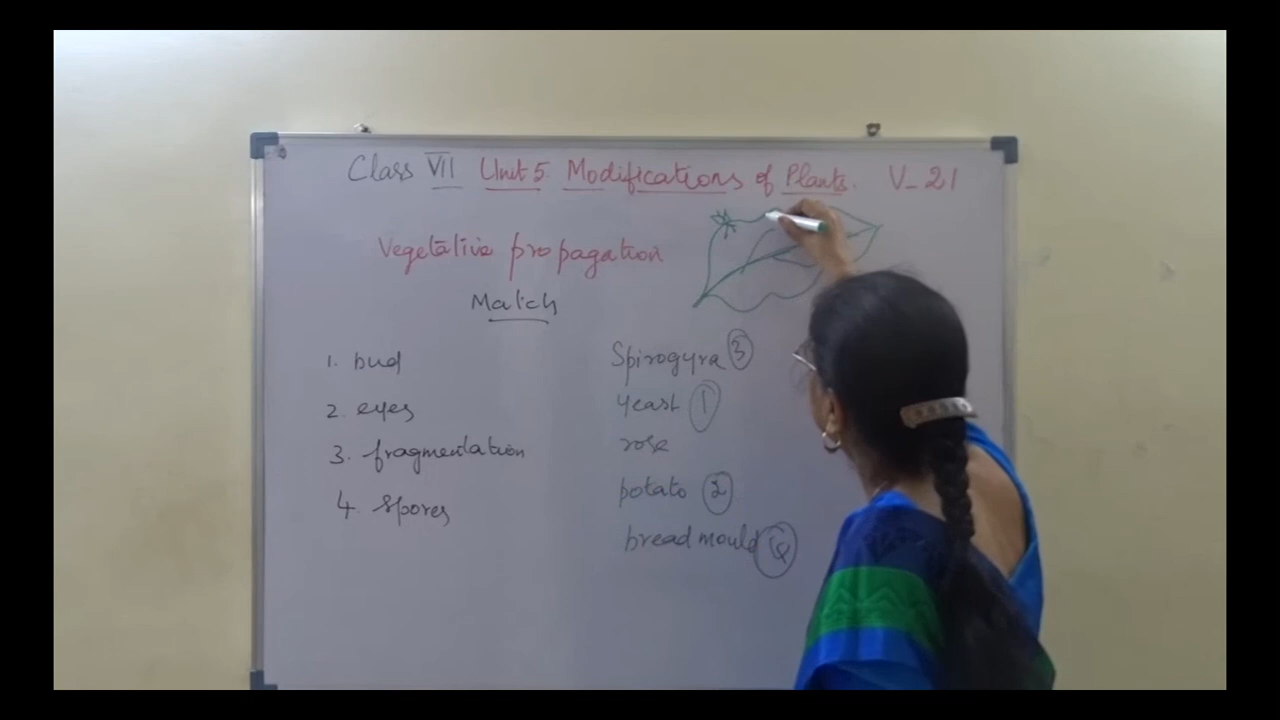 Class VII Unit 5 Modifications of Plants. V-21
Vegetative propagation
Match
1. bud Spirogyra 3
2. eyes yeast 1
3. fragmentation rose
4. spores potato 2
bread mould 4